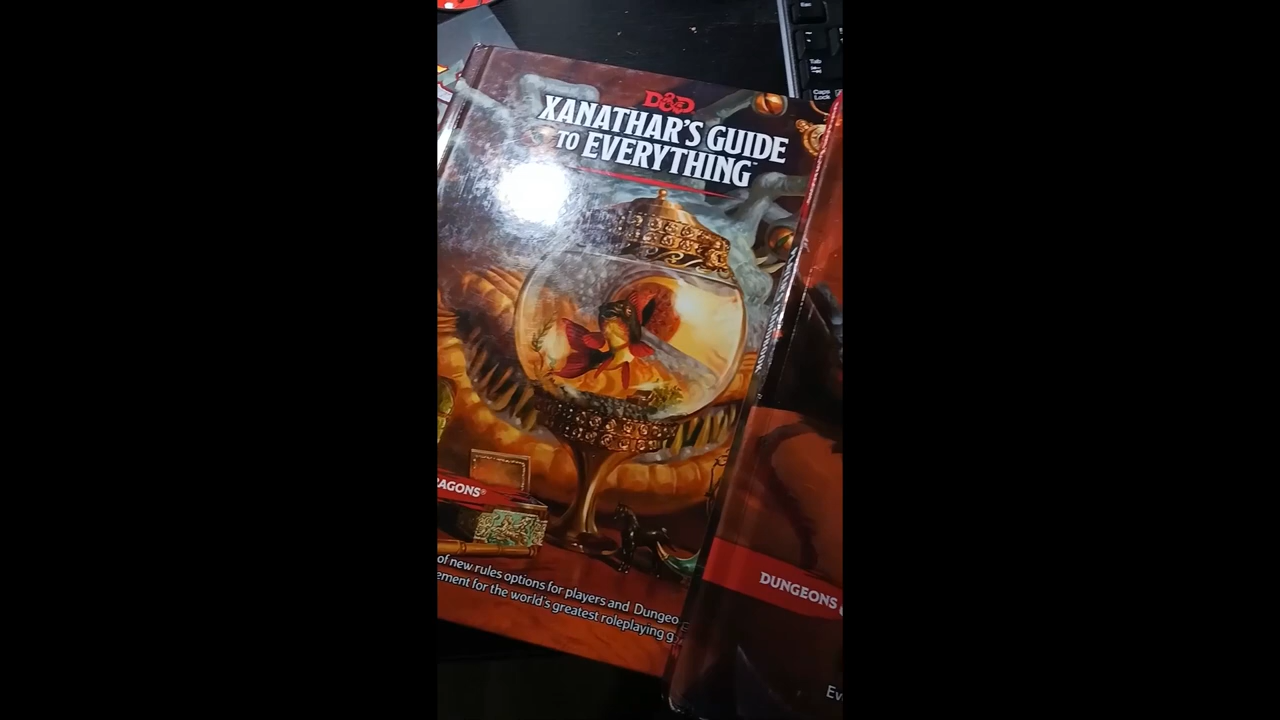 Esc
Tab
Caps
Lock
D&D
XANATHAR'S GUIDE
TO EVERYTHING™
AGONS®
of new rules options for players and Dungeo
ement for the world's greatest roleplaying g
DUNGEONS &
Ev